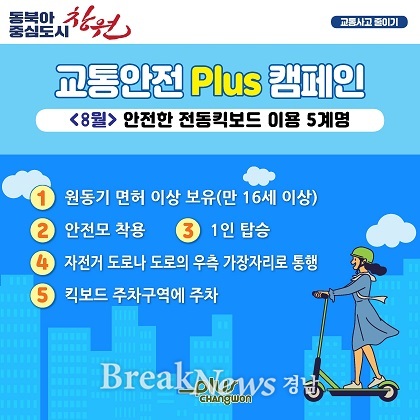 동북아
중심도시 창원
교통사고 줄이기
교통안전 Plus 캠페인
<8월> 안전한 전동킥보드 이용 5계명
1 원동기 면허 이상 보유(만 16세 이상)
2 안전모 착용 3 1인 탑승
4 자전거 도로나 도로의 우측 가장자리로 통행
5 킥보드 주차구역에 주차
BreakNews 경남
plus
CHANGWON